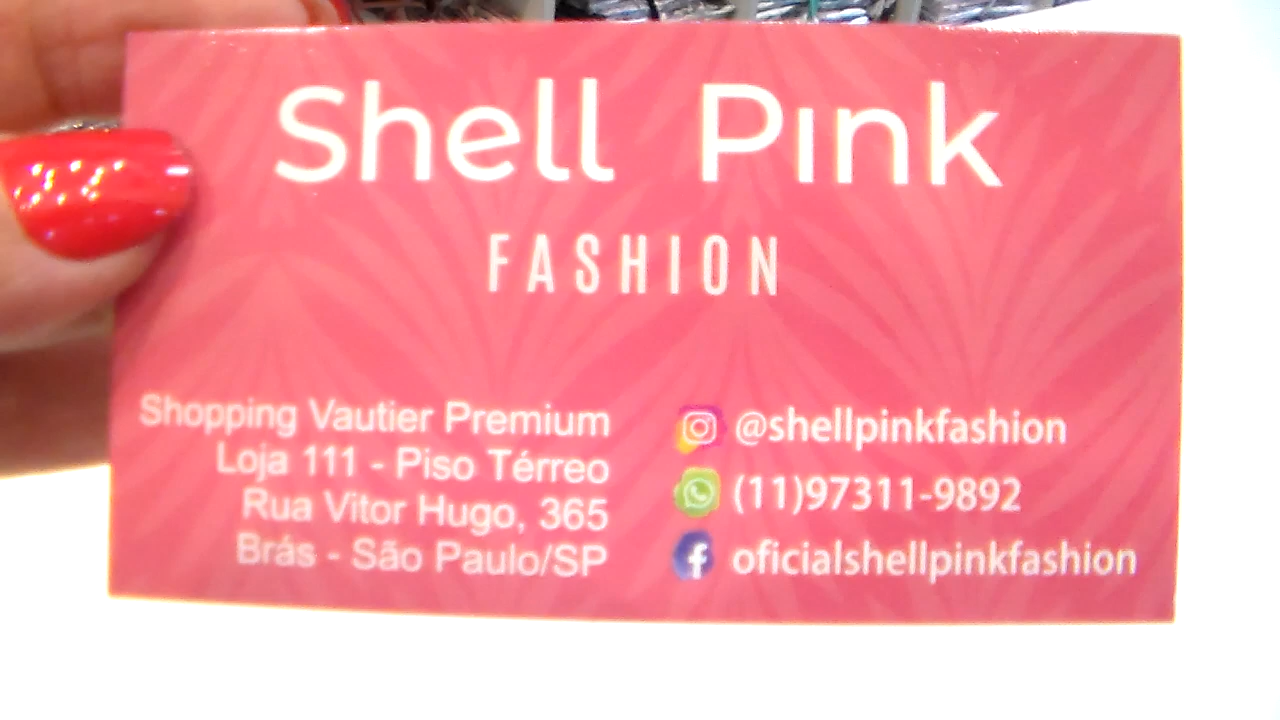 Shell Pink
FASHION
Shopping Vautier Premium
Loja 111 - Piso Térreo
Rua Vitor Hugo, 365
Brás - São Paulo/SP
@shellpinkfashion
(11)97311-9892
oficialshellpinkfashion